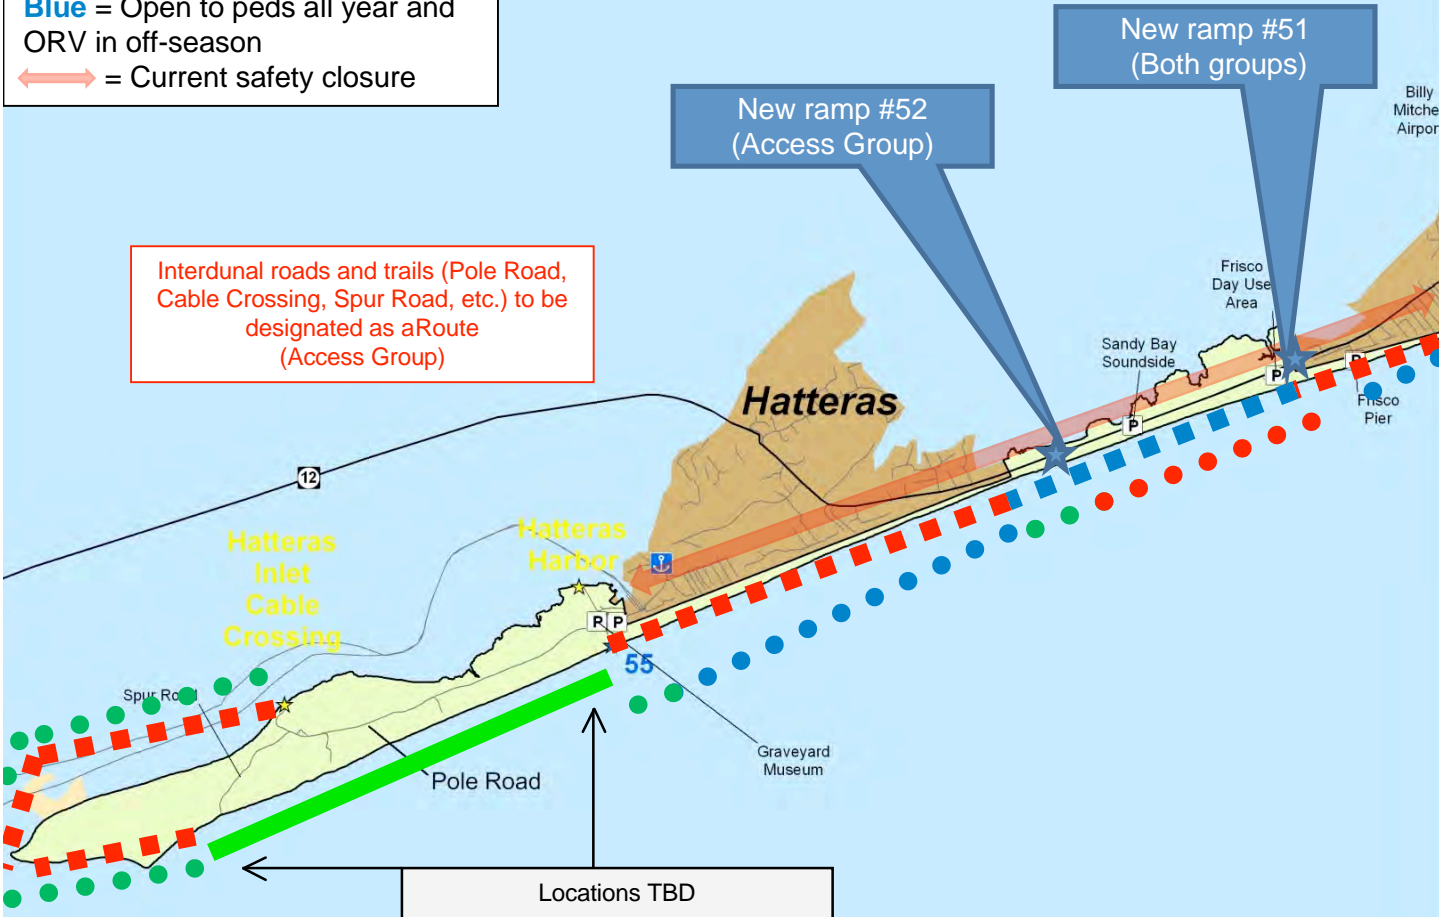 Blue = Open to peds all year and
ORV in off-season
= Current safety closure
New ramp #51
(Both groups)
New ramp #52
(Access Group)
Billy
Mitche
Airpor
Interdunal roads and trails (Pole Road,
Cable Crossing, Spur Road, etc.) to be
designated as aRoute
(Access Group)
Frisco
Day Use
Area
Sandy Bay
Soundside
P
P
P
Frisco
Pier
Hatteras
12
Hatteras
Inlet
Cable
Crossing
Hatteras
Harbor
R P
55
Spur Road
Graveyard
Museum
Pole Road
Locations TBD